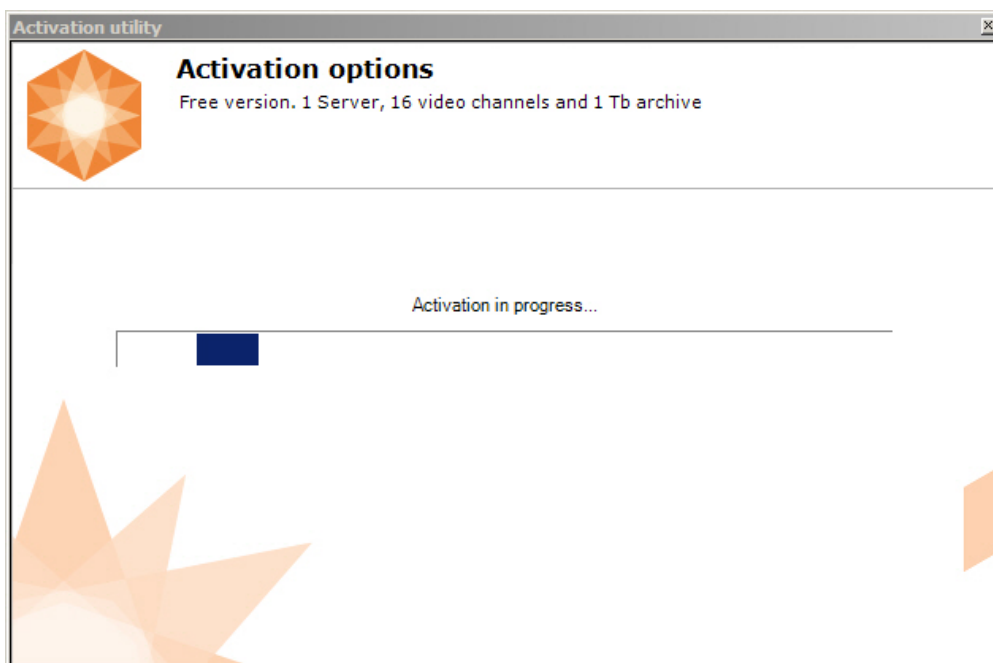 Activation utility
Activation options
Free version. 1 Server, 16 video channels and 1 Tb archive
Activation in progress...